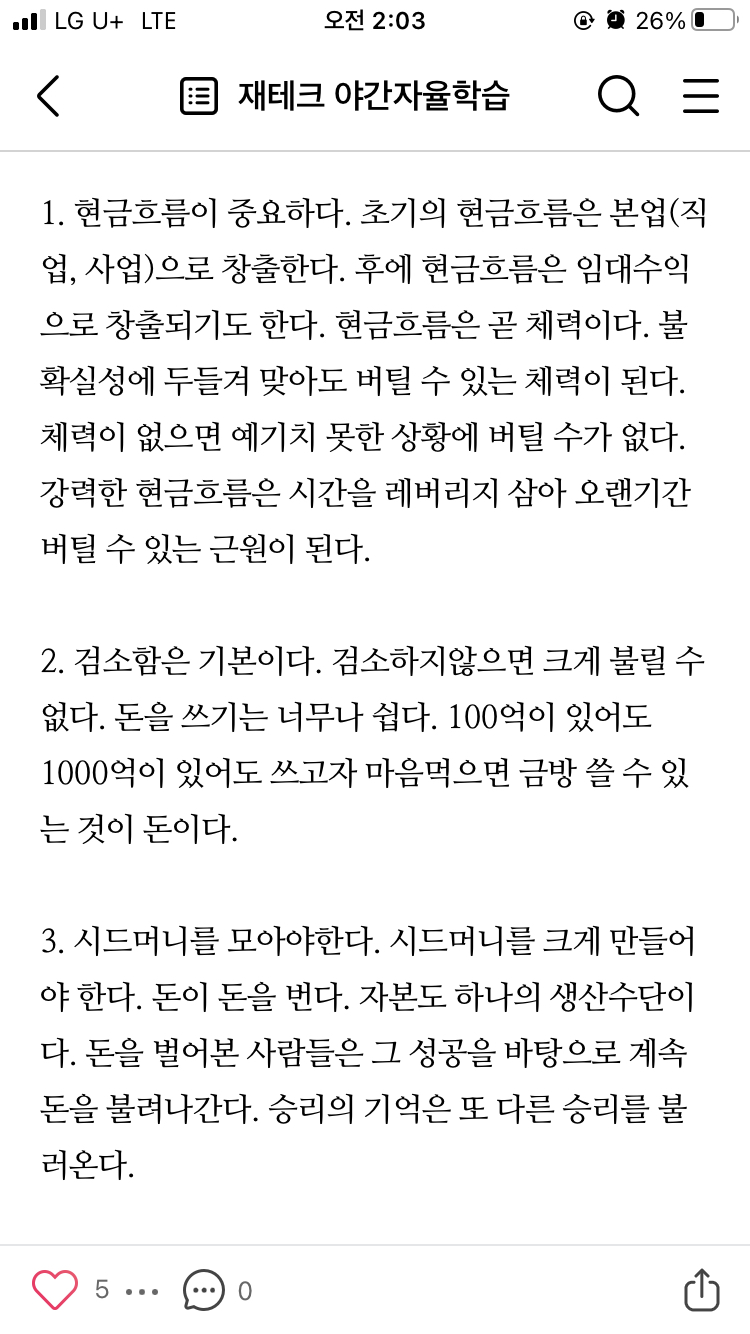 LG U+ LTE 오전 2:03 26%
재테크 야간자율학습
1. 현금흐름이 중요하다. 초기의 현금흐름은 본업(직
업, 사업)으로 창출한다. 후에 현금흐름은 임대수익
으로 창출되기도 한다. 현금흐름은 곧 체력이다. 불
확실성에 두들겨 맞아도 버틸 수 있는 체력이 된다.
체력이 없으면 예기치 못한 상황에 버틸 수가 없다.
강력한 현금흐름은 시간을 레버리지 삼아 오랜기간
버틸 수 있는 근원이 된다.
2. 검소함은 기본이다. 검소하지않으면 크게 불릴 수
없다. 돈을 쓰기는 너무나 쉽다. 100억이 있어도
1000억이 있어도 쓰고자 마음먹으면 금방 쓸 수 있
는 것이 돈이다.
3. 시드머니를 모아야한다. 시드머니를 크게 만들어
야 한다. 돈이 돈을 번다. 자본도 하나의 생산수단이
다. 돈을 벌어본 사람들은 그 성공을 바탕으로 계속
돈을 불려나간다. 승리의 기억은 또 다른 승리를 불
러온다.
5 0